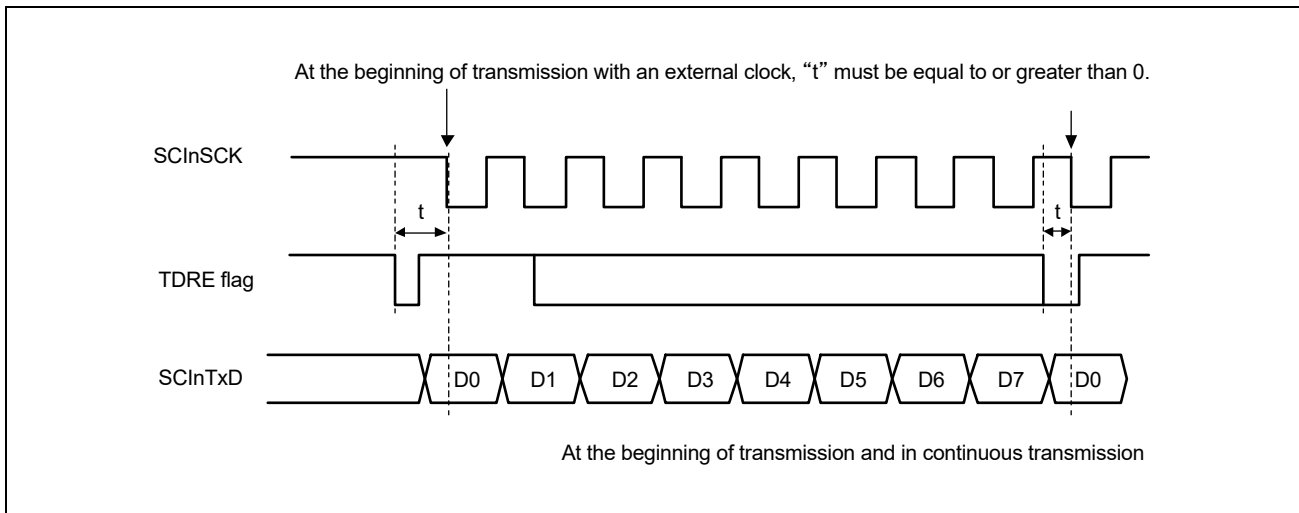 At the beginning of transmission with an external clock, “t” must be equal to or greater than 0.
SCInSCK
t
t
TDRE flag
SCInTxD
D0 D1 D2 D3 D4 D5 D6 D7 D0
At the beginning of transmission and in continuous transmission